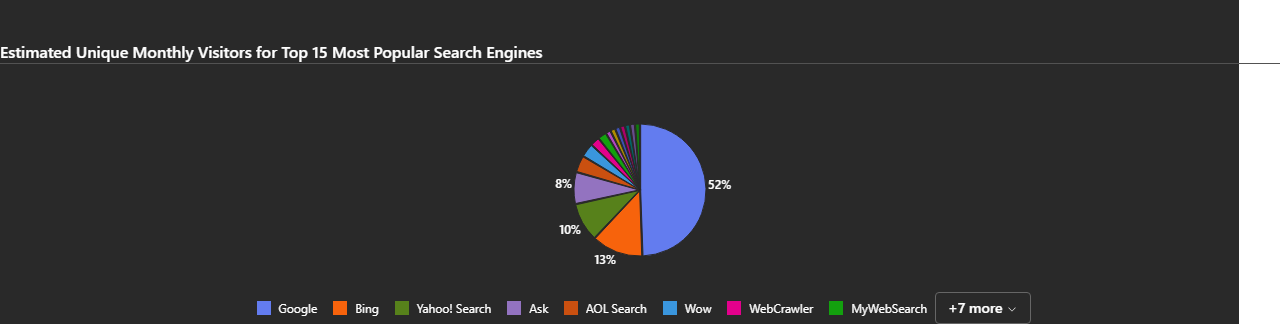 Estimated Unique Monthly Visitors for Top 15 Most Popular Search Engines
8%
52%
10%
13%
Google Bing Yahoo! Search Ask AOL Search Wow WebCrawler MyWebSearch +7 more